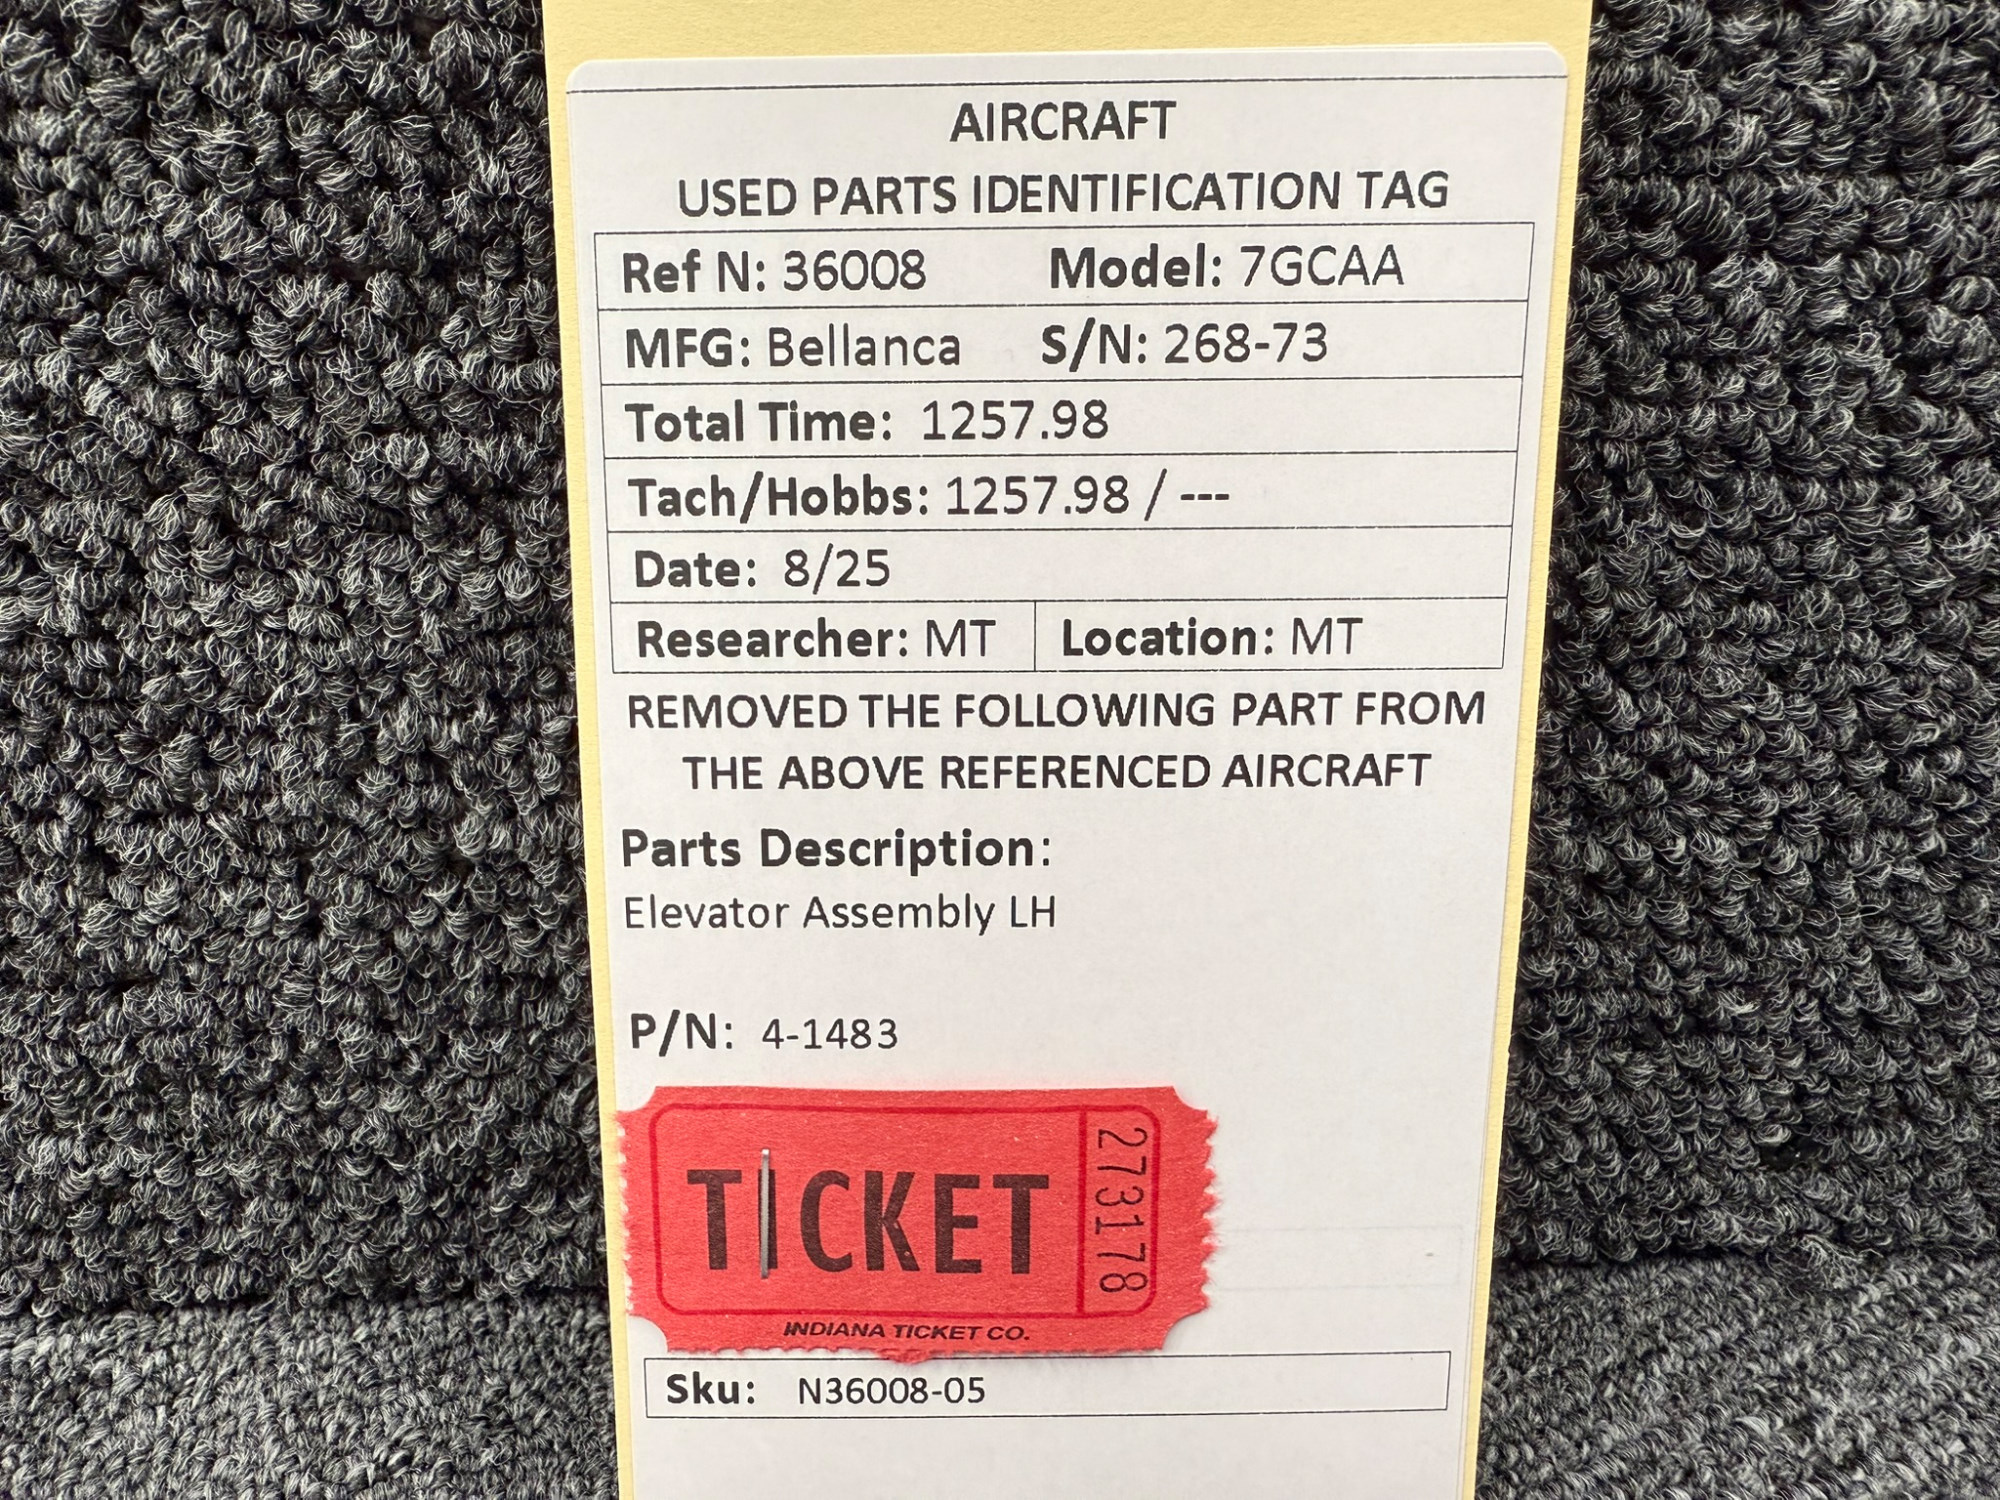 AIRCRAFT
USED PARTS IDENTIFICATION TAG
Ref N: 36008 Model: 7GCAA
MFG: Bellanca S/N: 268-73
Total Time: 1257.98
Tach/Hobbs: 1257.98 / ---
Date: 8/25
Researcher: MT Location: MT
REMOVED THE FOLLOWING PART FROM
THE ABOVE REFERENCED AIRCRAFT
Parts Description:
Elevator Assembly LH
P/N: 4-1483
TICKET
273178
INDIANA TICKET CO.
Sku: N36008-05